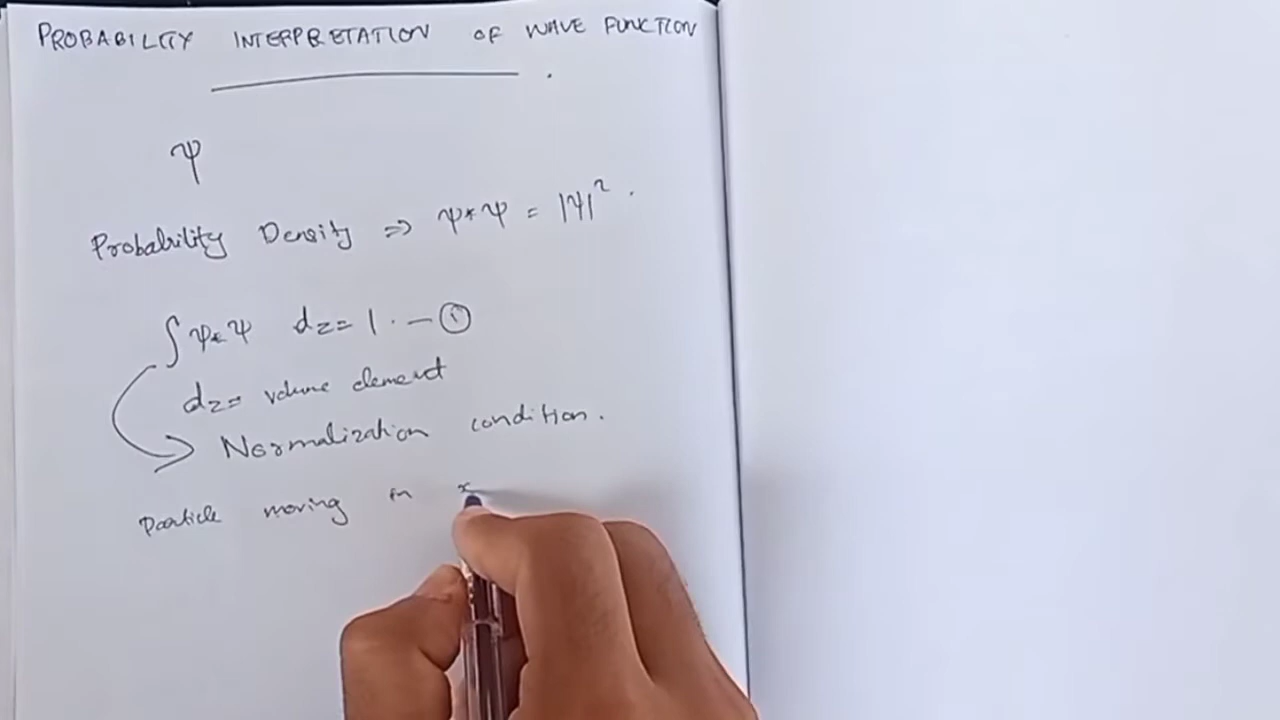 PROBABILITY INTERPRETATION OF WAVE FUNCTION
ψ
Probability Density ⇒ ψ*ψ = |ψ|².
∫ψ*ψ dz = 1. — ①
dz = volume element
Normalization condition.
Particle moving in x